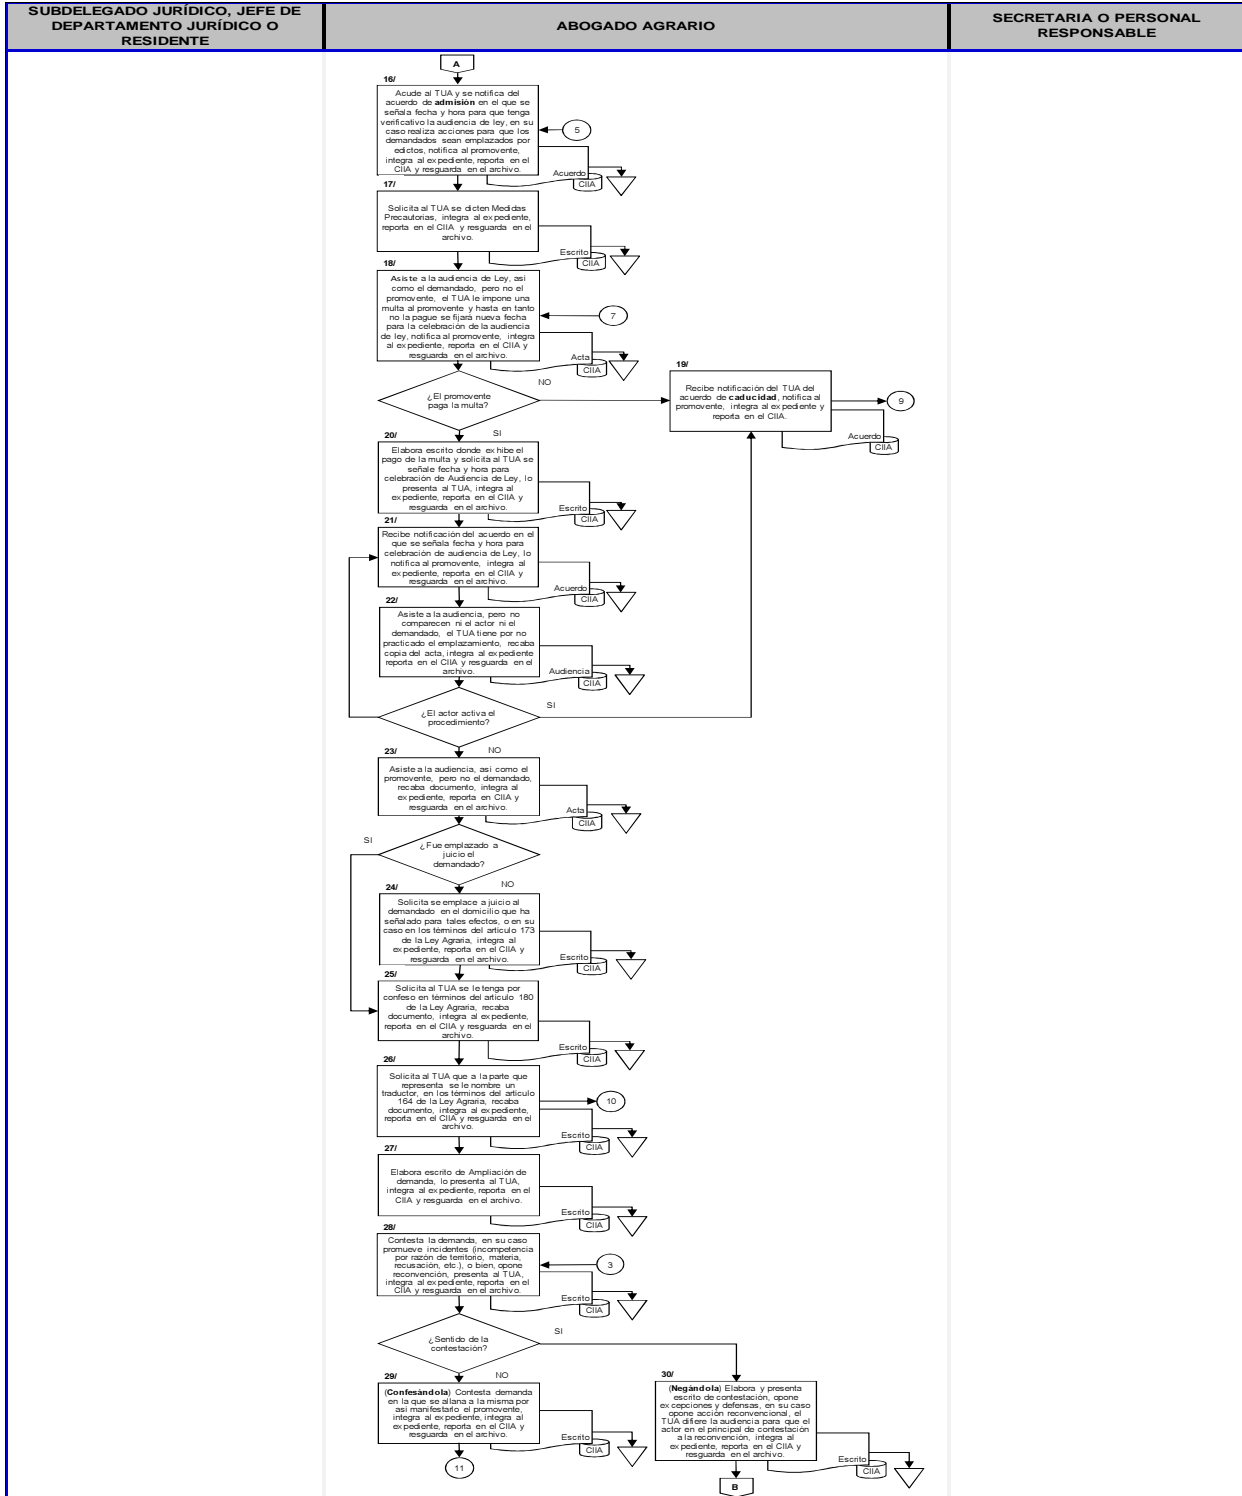 SUBDELEGADO JURÍDICO, JEFE DE
DEPARTAMENTO JURÍDICO O
RESIDENTE
ABOGADO AGRARIO
SECRETARIA O PERSONAL
RESPONSABLE
A
16/
Acude al TUA y se notifica del
acuerdo de admisión en el que se
señala fecha y hora para que tenga
verificativo la audiencia de ley, en su
caso realiza acciones para que los
demandados sean emplazados por
edictos, notifica al promovente,
integra al expediente, reporta en el
CIIA y resguarda en el archivo.
5
Acuerdo
CIIA
17/
Solicita al TUA se dicten Medidas
Precautorias, integra al expediente,
reporta en el CIIA y resguarda en el
archivo.
Escrito
CIIA
18/
Asiste a la audiencia de Ley, asi
como el demandado, pero no el
promovente, el TUA le impone una
multa al promovente y hasta en tanto
no la pague se fijará nueva fecha
para la celebración de la audiencia
de ley, notifica al promovente, integra
al expediente, reporta en el CIIA y
resguarda en el archivo.
7
Acta
CIIA
¿El promovente
paga la multa?
NO
SI
19/
Recibe notificación del TUA del
acuerdo de caducidad, notifica al
promovente, integra al expediente y
reporta en el CIIA.
9
Acuerdo
CIIA
20/
Elabora escrito donde exhibe el
pago de la multa y solicita al TUA se
señale fecha y hora para
celebración de Audiencia de Ley, lo
presenta al TUA, integra al
expediente, reporta en el CIIA y
resguarda en el archivo.
Escrito
CIIA
21/
Recibe notificación del acuerdo en el
que se señala fecha y hora para
celebración de audiencia de Ley, lo
notifica al promovente, integra al
expediente, reporta en el CIIA y
resguarda en el archivo.
Acuerdo
CIIA
22/
Asiste a la audiencia, pero no
comparecen ni el actor ni el
demandado, el TUA tiene por no
practicado el emplazamiento, recaba
copia del acta, integra al expediente
reporta en el CIIA y resguarda en el
archivo.
Audiencia
CIIA
¿El actor activa el
procedimiento?
SI
NO
23/
Asiste a la audiencia, asi como el
promovente, pero no el demandado,
recaba documento, integra al
expediente, reporta en CIIA y
resguarda en el archivo.
Acta
CIIA
¿Fue emplazado a
juicio el
demandado?
SI
NO
24/
Solicita se emplace a juicio al
demandado en el domicilio que ha
señalado para tales efectos, o en su
caso en los términos del artículo 173
de la Ley Agraria, integra al
expediente, reporta en el CIIA y
resguarda en el archivo.
Escrito
CIIA
25/
Solicita al TUA se le tenga por
confeso en términos del artículo 180
de la Ley Agraria, recaba
documento, integra al expediente,
reporta en el CIIA y resguarda en el
archivo.
Escrito
CIIA
26/
Solicita al TUA que a la parte que
representa se le nombre un
traductor, en los términos del artículo
164 de la Ley Agraria, recaba
documento, integra al expediente,
reporta en el CIIA y resguarda en el
archivo.
10
Escrito
CIIA
27/
Elabora escrito de Ampliación de
demanda, lo presenta al TUA,
integra al expediente, reporta en el
CIIA y resguarda en el archivo.
Escrito
CIIA
28/
Contesta la demanda, en su caso
promueve incidentes (incompetencia
por razón de territorio, materia,
recusación, etc.), o bien, opone
reconvención, presenta al TUA,
integra al expediente, reporta en el
CIIA y resguarda en el archivo.
3
Escrito
CIIA
¿Sentido de la
contestación?
SI
NO
29/
(Confesándola) Contesta demanda
en la que se allana a la misma por
asi manifestarlo el promovente,
integra al expediente, integra al
expediente, reporta en el CIIA y
resguarda en el archivo.
Escrito
CIIA
11
30/
(Negándola) Elabora y presenta
escrito de contestación, opone
excepciones y defensas, en su caso
opone acción reconvencional, el
TUA difiere la audiencia para que el
actor en el principal de contestación
a la reconvención, integra al
expediente, reporta en el CIIA y
resguarda en el archivo.
Escrito
CIIA
B